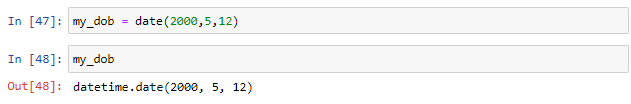 In [47]: my_dob = date(2000,5,12)
In [48]: my_dob
Out[48]: datetime.date(2000, 5, 12)